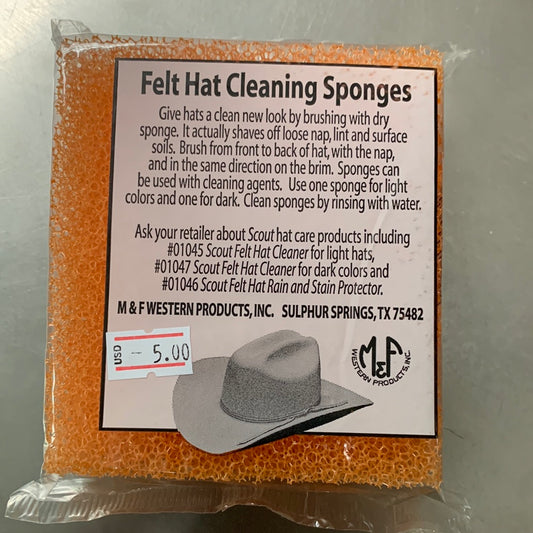 Felt Hat Cleaning Sponges
Give hats a clean new look by brushing with dry
sponge. It actually shaves off loose nap, lint and surface
soils. Brush from front to back of hat, with the nap,
and in the same direction on the brim. Sponges can
be used with cleaning agents. Use one sponge for light
colors and one for dark. Clean sponges by rinsing with water.
Ask your retailer about Scout hat care products including
#01045 Scout Felt Hat Cleaner for light hats,
#01047 Scout Felt Hat Cleaner for dark colors and
#01046 Scout Felt Hat Rain and Stain Protector.
M & F WESTERN PRODUCTS, INC. SULPHUR SPRINGS, TX 75482
USD - 5.00
M&F
WESTERN PRODUCTS, INC.